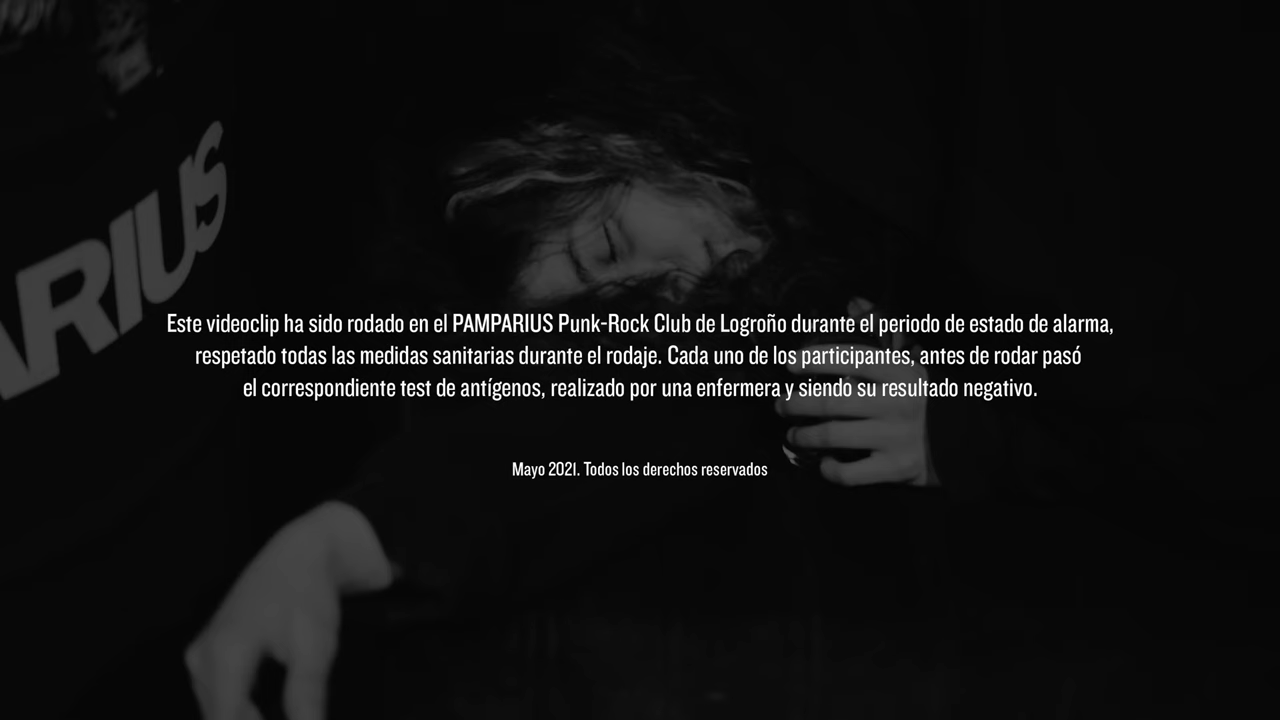 ARIUS
Este videoclip ha sido rodado en el PAMPARIUS Punk-Rock Club de Logroño durante el periodo de estado de alarma,
respetado todas las medidas sanitarias durante el rodaje. Cada uno de los participantes, antes de rodar pasó
el correspondiente test de antígenos, realizado por una enfermera y siendo su resultado negativo.
Mayo 2021. Todos los derechos reservados